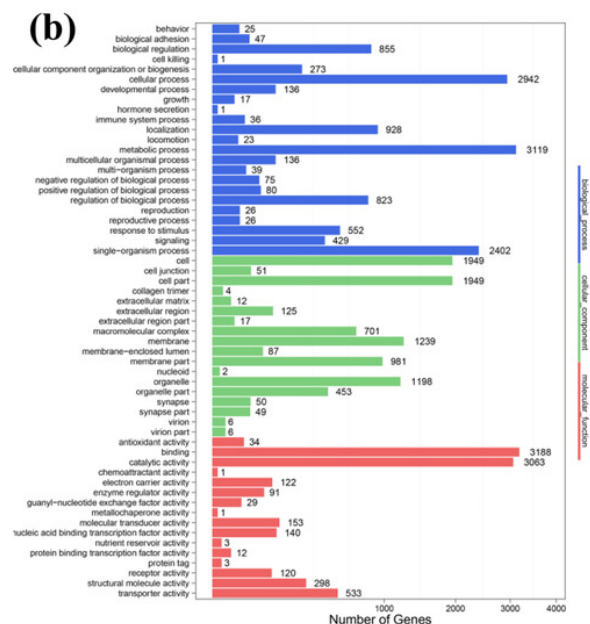 (b)
behavior 25
biological adhesion 47
biological regulation 855
cell killing 1
cellular component organization or biogenesis 273
cellular process 2942
developmental process 136
growth 17
hormone secretion 1
immune system process 36
localization 928
locomotion 23
metabolic process 3119
multicellular organismal process 136
multi-organism process 39
negative regulation of biological process 75
positive regulation of biological process 80
regulation of biological process 823
reproduction 26
reproductive process 26
response to stimulus 552
signaling 429
single-organism process 2402
cell 1949
cell junction 51
cell part 1949
collagen trimer 4
extracellular matrix 12
extracellular region 125
extracellular region part 17
macromolecular complex 701
membrane 1239
membrane-enclosed lumen 87
membrane part 981
nucleoid 2
organelle 1198
organelle part 453
synapse 50
synapse part 49
virion 6
virion part 6
antioxidant activity 34
binding 3188
catalytic activity 3063
chemoattractant activity 1
electron carrier activity 122
enzyme regulator activity 91
guanyl-nucleotide exchange factor activity 29
metallochaperone activity 1
molecular transducer activity 153
nucleic acid binding transcription factor activity 140
nutrient reservoir activity 3
protein binding transcription factor activity 12
protein tag 3
receptor activity 120
structural molecule activity 298
transporter activity 533
1000 2000 3000 4000
Number of Genes
biological_process
cellular_component
molecular_function